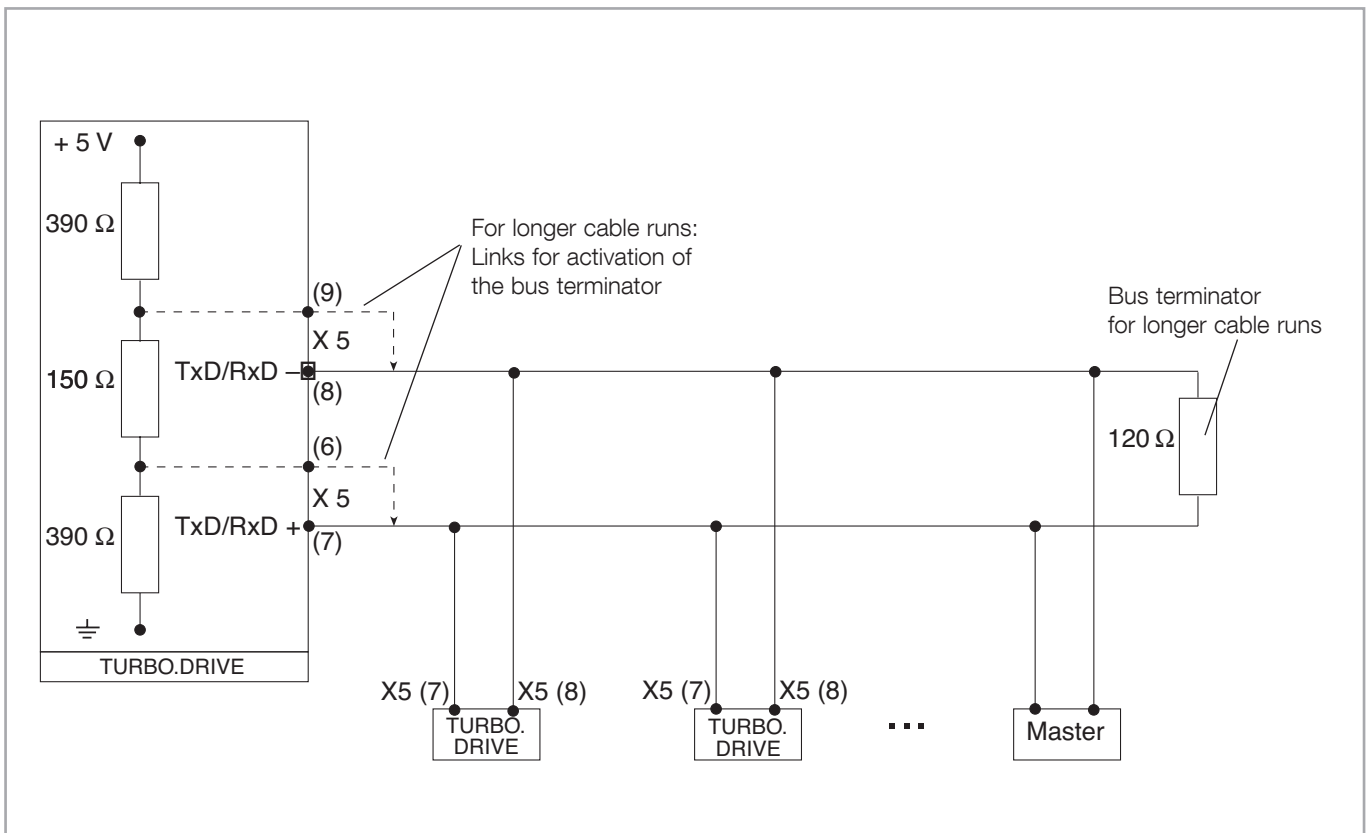 + 5 V
390 Ω
For longer cable runs:
Links for activation of
the bus terminator
(9)
X 5
Bus terminator
for longer cable runs
150 Ω
TxD/RxD –
(8)
120 Ω
(6)
X 5
390 Ω
TxD/RxD +
(7)
TURBO.DRIVE
X5 (7)
X5 (8)
X5 (7)
X5 (8)
TURBO.
DRIVE
TURBO.
DRIVE
...
Master